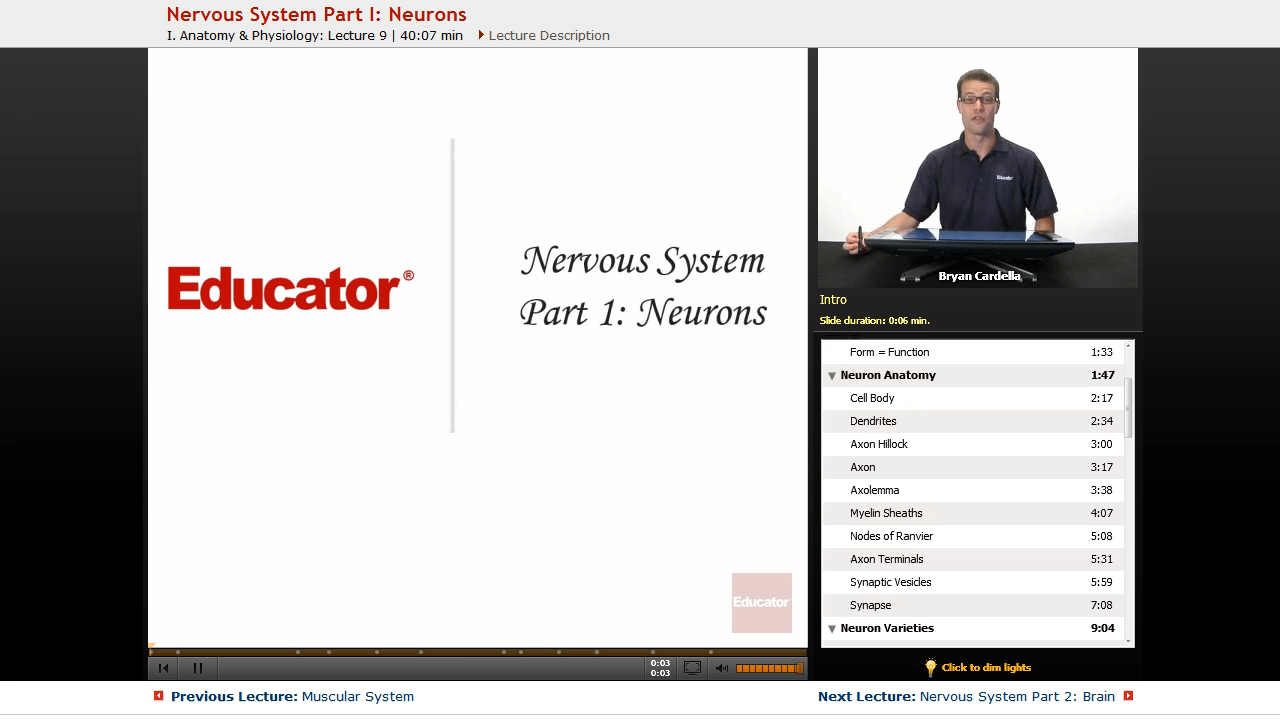 Nervous System Part I: Neurons
I. Anatomy & Physiology: Lecture 9 | 40:07 min Lecture Description
Educator®
Nervous System
Part 1: Neurons
Educator
Educator
Bryan Cardella
Intro
Slide duration: 0:06 min.
Form = Function 1:33
Neuron Anatomy 1:47
Cell Body 2:17
Dendrites 2:34
Axon Hillock 3:00
Axon 3:17
Axolemma 3:38
Myelin Sheaths 4:07
Nodes of Ranvier 5:08
Axon Terminals 5:31
Synaptic Vesicles 5:59
Synapse 7:08
Neuron Varieties 9:04
0:03
0:03
Click to dim lights
Previous Lecture: Muscular System
Next Lecture: Nervous System Part 2: Brain